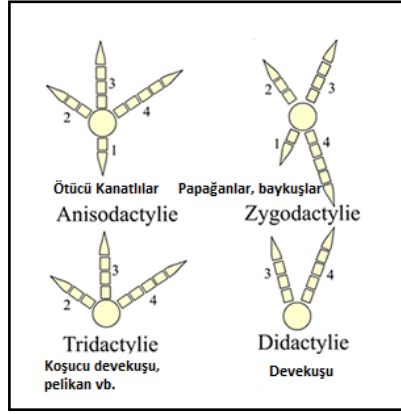 3
2
4
1
Ötücü Kanatlılar
Anisodactylie
2
3
1
4
Papağanlar, baykuşlar
Zygodactylie
2
3
4
Tridactylie
Koşucu devekuşu,
pelikan vb.
3
4
Didactylie
Devekuşu